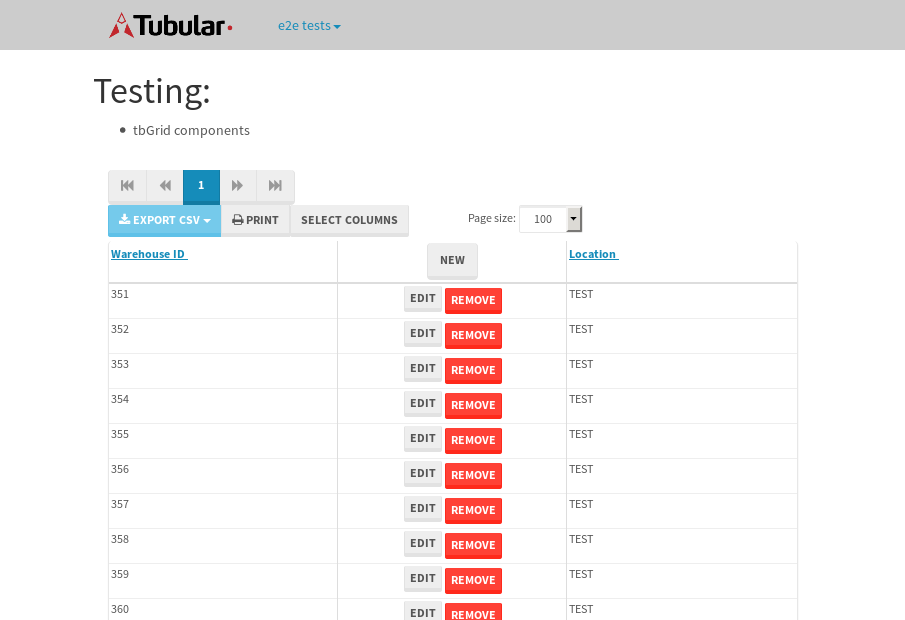 Tubular
e2e tests
Testing:
• tbGrid components
1
EXPORT CSV PRINT SELECT COLUMNS Page size: 100
Warehouse ID NEW Location
351 EDIT REMOVE TEST
352 EDIT REMOVE TEST
353 EDIT REMOVE TEST
354 EDIT REMOVE TEST
355 EDIT REMOVE TEST
356 EDIT REMOVE TEST
357 EDIT REMOVE TEST
358 EDIT REMOVE TEST
359 EDIT REMOVE TEST
360 EDIT REMOVE TEST